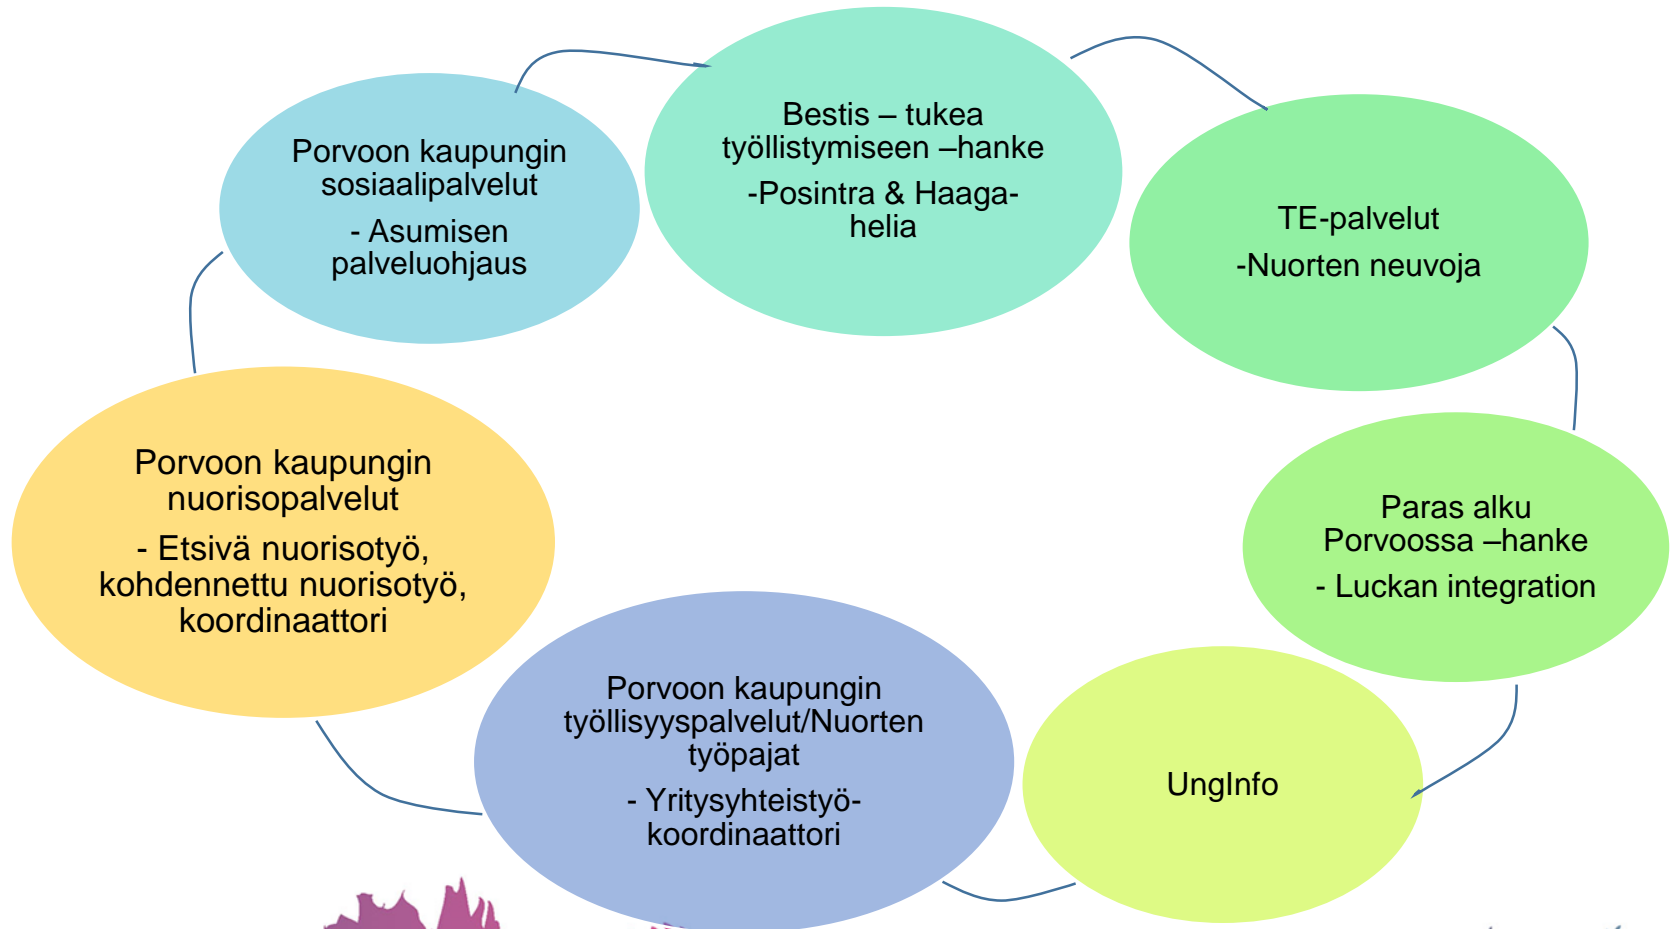 Bestis – tukea
työllistymiseen –hanke
-Posintra & Haaga-
helia
TE-palvelut
-Nuorten neuvoja
Paras alku
Porvoossa –hanke
- Luckan integration
UngInfo
Porvoon kaupungin
työllisyyspalvelut/Nuorten
työpajat
- Yritysyhteistyö-
koordinaattori
Porvoon kaupungin
nuorisopalvelut
- Etsivä nuorisotyö,
kohdennettu nuorisotyö,
koordinaattori
Porvoon kaupungin
sosiaalipalvelut
- Asumisen
palveluohjaus